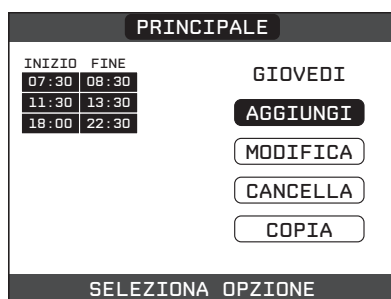 PRINCIPALE
INIZIO FINE
07:30 08:30
11:30 13:30
18:00 22:30
GIOVEDI
AGGIUNGI
MODIFICA
CANCELLA
COPIA
SELEZIONA OPZIONE